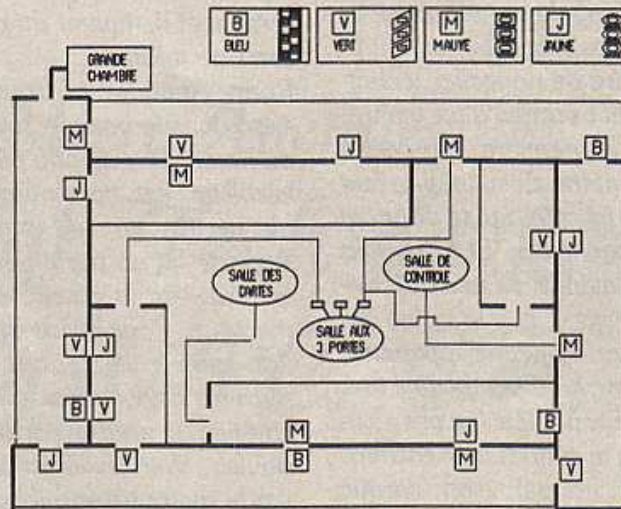 B
BLEU
V
VERT
M
MAUVE
J
JAUNE
GRANDE
CHAMBRE
M
V
J
M
B
M
J
V J
SALLE DES
CARTES
SALLE DE
CONTROLE
SALLE AUX
3 PORTES
V J
M
B V
B
M
J
J
V
B
M
V